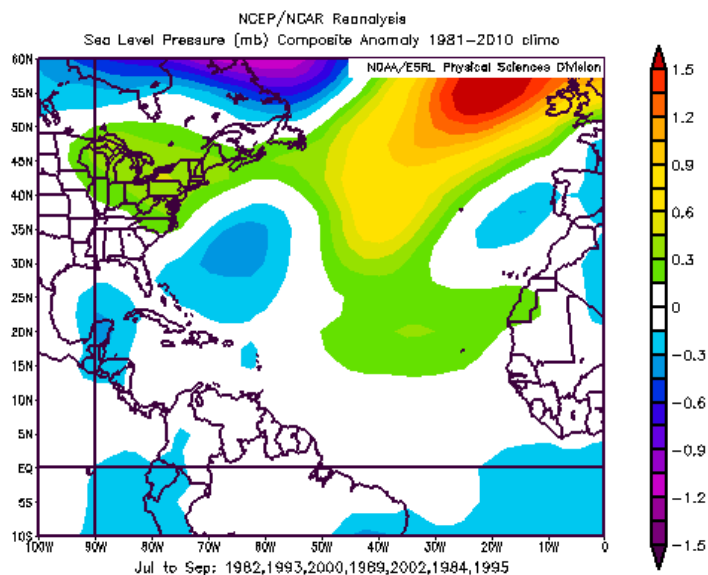 NCEP/NCAR Reanalysis
Sea Level Pressure (mb) Composite Anomaly 1981-2010 climo
NOAA/ESRL Physical Sciences Division
60N
55N
50N
45N
40N
35N
30N
25N
20N
15N
10N
5N
EQ
5S
10S
100W 90W 80W 70W 60W 50W 40W 30W 20W 10W 0
1.5
1.2
0.9
0.6
0.3
0
-0.3
-0.6
-0.9
-1.2
-1.5
Jul to Sep: 1982,1993,2000,1969,2002,1984,1995